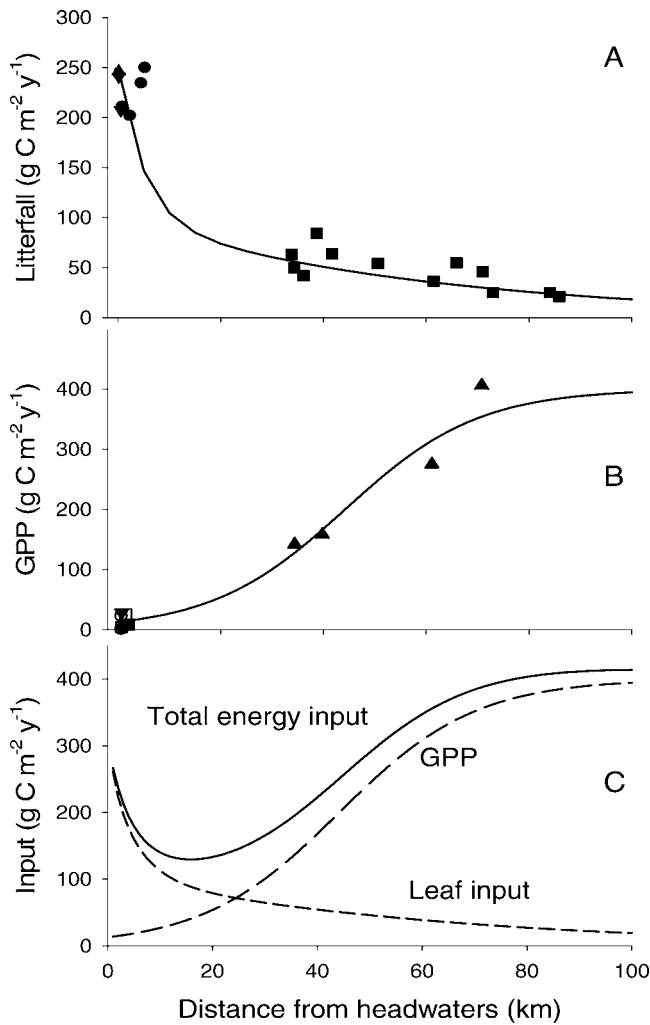 A
300
250
200
150
100
50
0
Litterfall (g C m⁻² y⁻¹)
B
400
300
200
100
0
GPP (g C m⁻² y⁻¹)
C
400
300
200
100
0
Input (g C m⁻² y⁻¹)
Total energy input
GPP
Leaf input
0 20 40 60 80 100
Distance from headwaters (km)